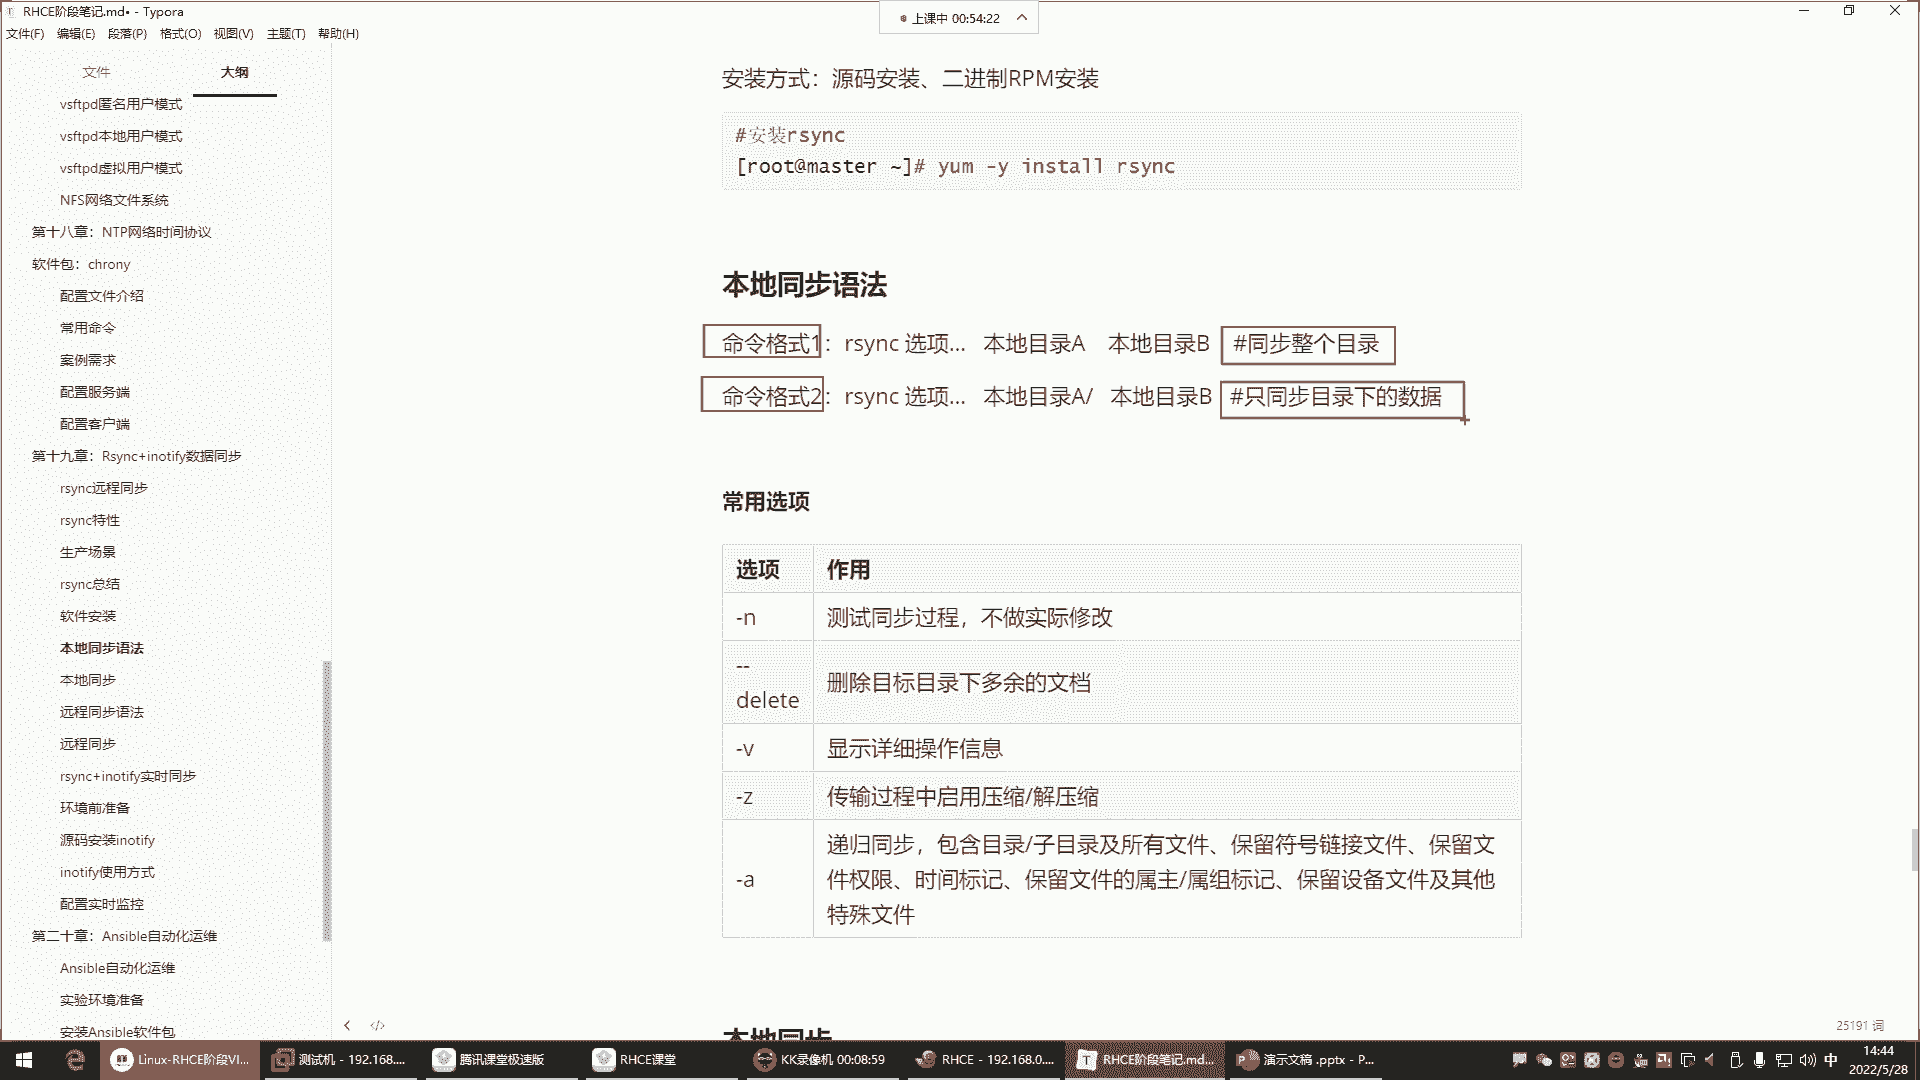 RHCE阶段笔记.md• - Typora
上课中 00:54:22
文件(F) 编辑(E) 段落(P) 格式(O) 视图(V) 主题(T) 帮助(H)
文件 大纲
vsftpd匿名用户模式
vsftpd本地用户模式
vsftpd虚拟用户模式
NFS网络文件系统
第十八章：NTP网络时间协议
软件包：chrony
配置文件介绍
常用命令
案例需求
配置服务端
配置客户端
第十九章：Rsync+inotify数据同步
rsync远程同步
rsync特性
生产场景
rsync总结
软件安装
本地同步语法
本地同步
远程同步语法
远程同步
rsync+inotify实时同步
环境前准备
源码安装inotify
inotify使用方式
配置实时监控
第二十章：Ansible自动化运维
Ansible自动化运维
实验环境准备
安装Ansible软件包
安装方式：源码安装、二进制RPM安装
#安装rsync
[root@master ~]# yum -y install rsync
本地同步语法
命令格式1：rsync 选项... 本地目录A 本地目录B #同步整个目录
命令格式2：rsync 选项... 本地目录A/ 本地目录B #只同步目录下的数据
常用选项
选项 作用
-n 测试同步过程，不做实际修改
--delete 删除目标目录下多余的文档
-v 显示详细操作信息
-z 传输过程中启用压缩/解压缩
-a 递归同步，包含目录/子目录及所有文件、保留符号链接文件、保留文
件权限、时间标记、保留文件的属主/属组标记、保留设备文件及其他
特殊文件
本地同步
25191 词
Linux-RHCE阶段VI... 测试机 - 192.168.... 腾讯课堂极速版 RHCE课堂 KK录像机 00:08:59 RHCE - 192.168.0.... RHCE阶段笔记.md... 演示文稿 .pptx - P... 中 14:44
2022/5/28